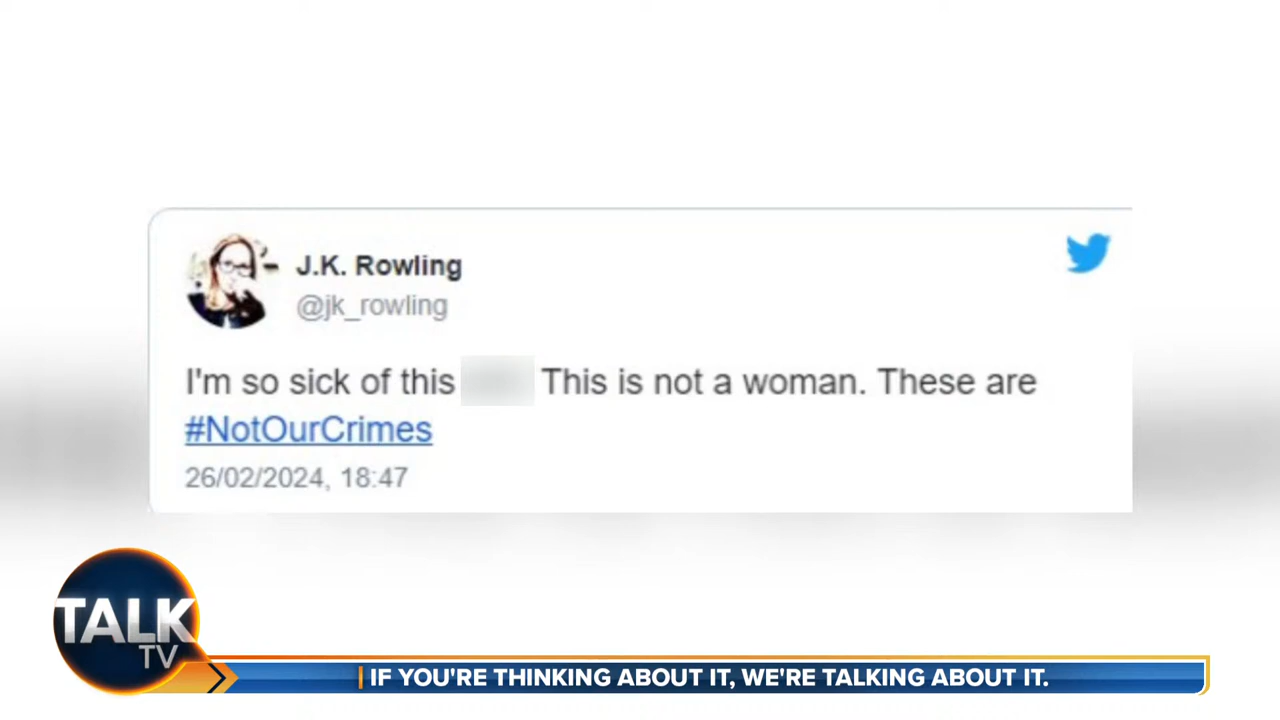 J.K. Rowling
@jk_rowling
I'm so sick of this This is not a woman. These are
#NotOurCrimes
26/02/2024, 18:47
TALK
TV
IF YOU'RE THINKING ABOUT IT, WE'RE TALKING ABOUT IT.